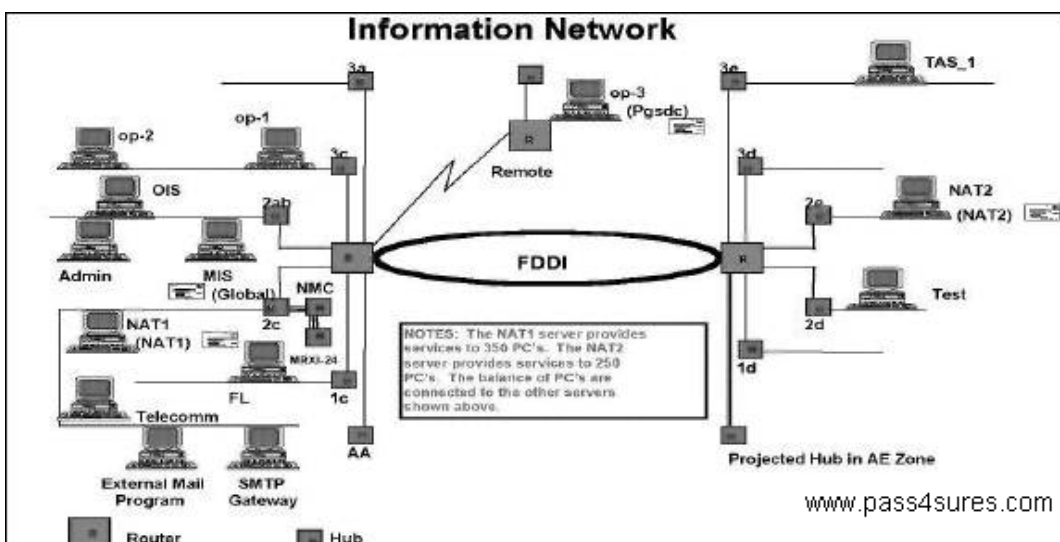 Information Network
3a
3e
TAS_1
op-3
(Pgsdc)
op-2
op-1
R
Remote
3c
3d
OIS
2ab
2e
NAT2
(NAT2)
Admin
MIS
(Global)
FDDI
R
NMC
2c
2d
Test
NAT1
(NAT1)
MRXI-24
FL
1c
1d
NOTES: The NAT1 server provides
services to 350 PC's. The NAT2
server provides services to 250
PC's. The balance of PC's are
connected to the other servers
shown above.
Telecomm
AA
Projected Hub in AE Zone
External Mail
Program
SMTP
Gateway
www.pass4sures.com
Router
Hub